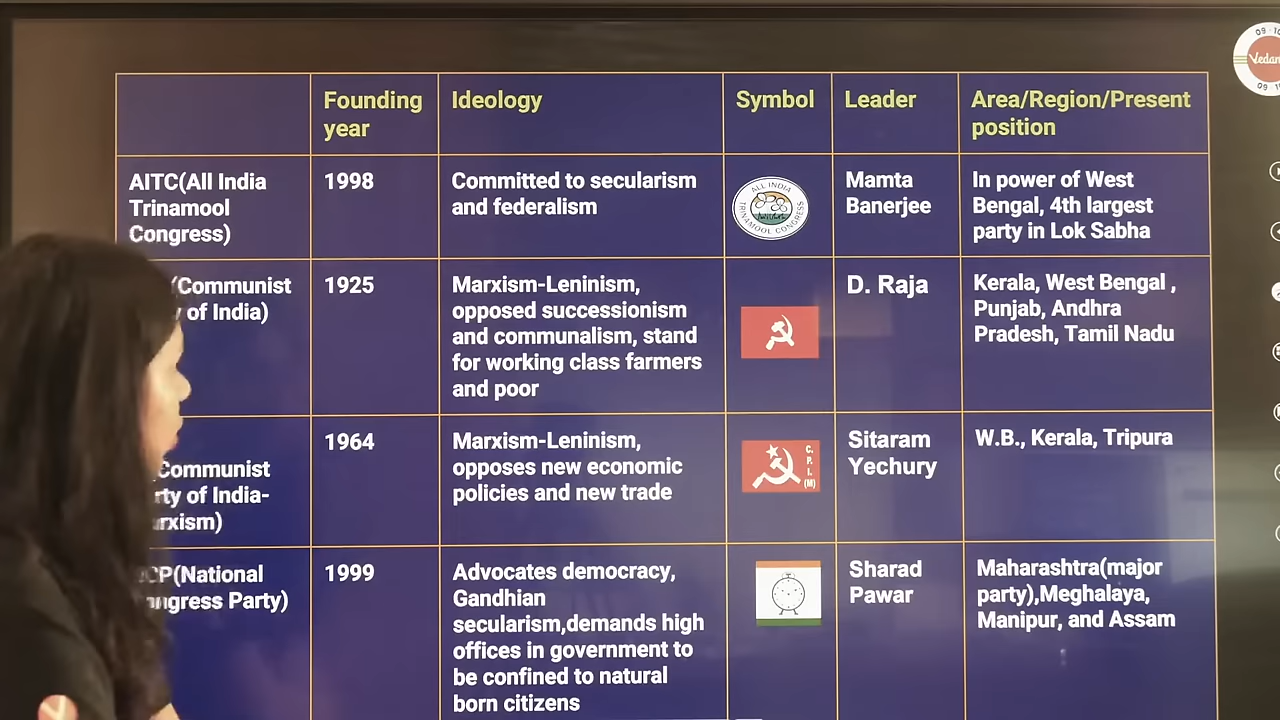 Founding
year
Ideology
Symbol
Leader
Area/Region/Present
position
AITC(All India
Trinamool
Congress)
1998
Committed to secularism
and federalism
ALL INDIA
TRINAMOOL CONGRESS
Mamta
Banerjee
In power of West
Bengal, 4th largest
party in Lok Sabha
(Communist
of India)
1925
Marxism-Leninism,
opposed successionism
and communalism, stand
for working class farmers
and poor
D. Raja
Kerala, West Bengal ,
Punjab, Andhra
Pradesh, Tamil Nadu
Communist
of India-
1964
Marxism-Leninism,
opposes new economic
policies and new trade
C.
P.
I.
(M)
Sitaram
Yechury
W.B., Kerala, Tripura
CP(National
ngress Party)
1999
Advocates democracy,
Gandhian
secularism,demands high
offices in government to
be confined to natural
born citizens
Sharad
Pawar
Maharashtra(major
party),Meghalaya,
Manipur, and Assam
Vedan